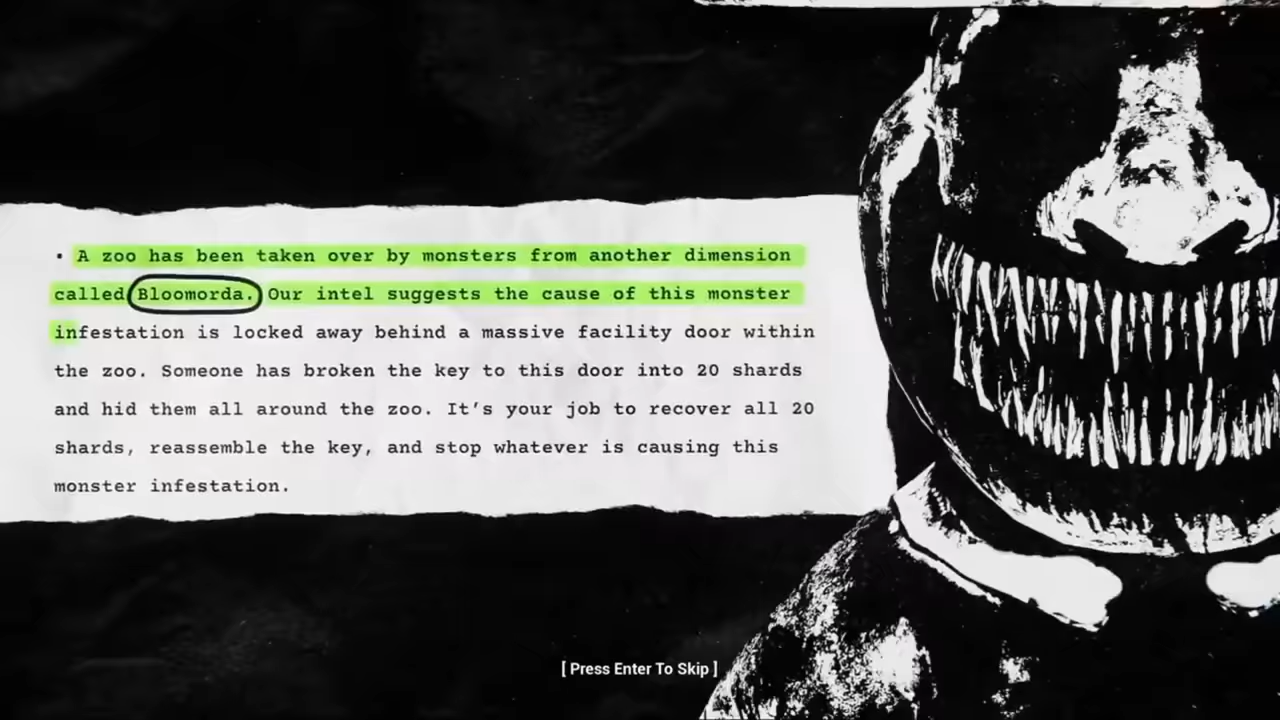 ▪ A zoo has been taken over by monsters from another dimension
called Bloomorda. Our intel suggests the cause of this monster
infestation is locked away behind a massive facility door within
the zoo. Someone has broken the key to this door into 20 shards
and hid them all around the zoo. It's your job to recover all 20
shards, reassemble the key, and stop whatever is causing this
monster infestation.
[ Press Enter To Skip ]